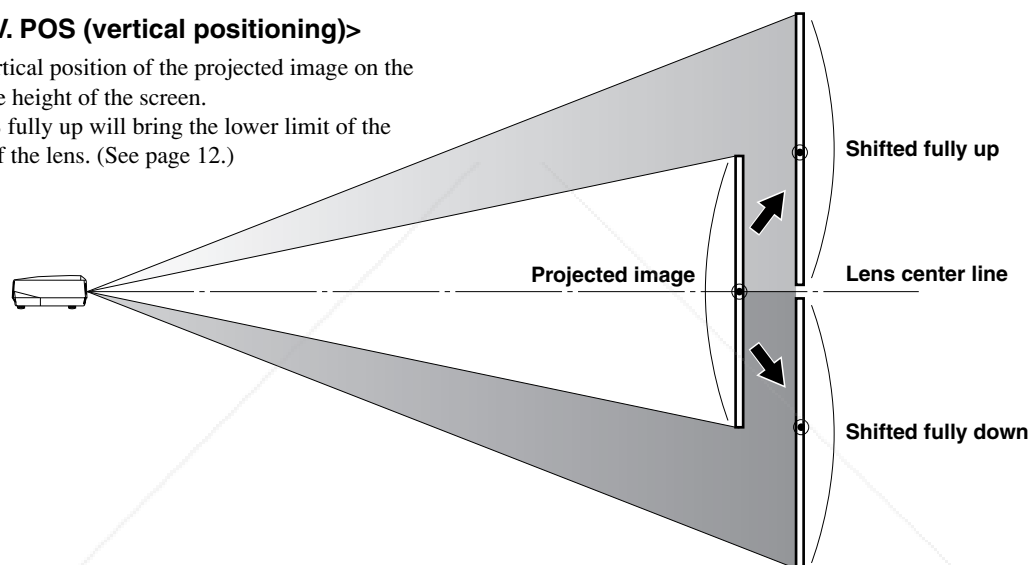 V. POS (vertical positioning)>
rtical position of the projected image on the
e height of the screen.
fully up will bring the lower limit of the
f the lens. (See page 12.)
Shifted fully up
Projected image
Lens center line
Shifted fully down